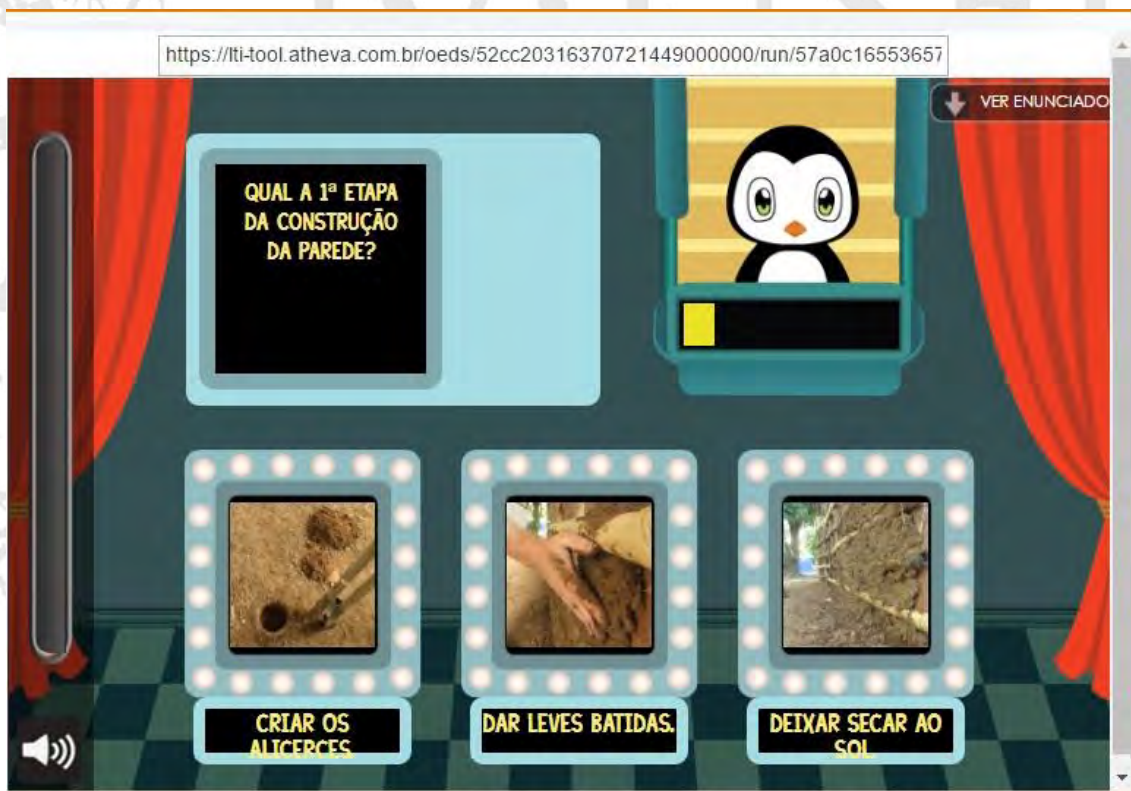 https://lti-tool.atheva.com.br/oeds/52cc20316370721449000000/run/57a0c16553657
VER ENUNCIADO
QUAL A 1ª ETAPA
DA CONSTRUÇÃO
DA PAREDE?
CRIAR OS
ALICERCES.
DAR LEVES BATIDAS.
DEIXAR SECAR AO
SOL.